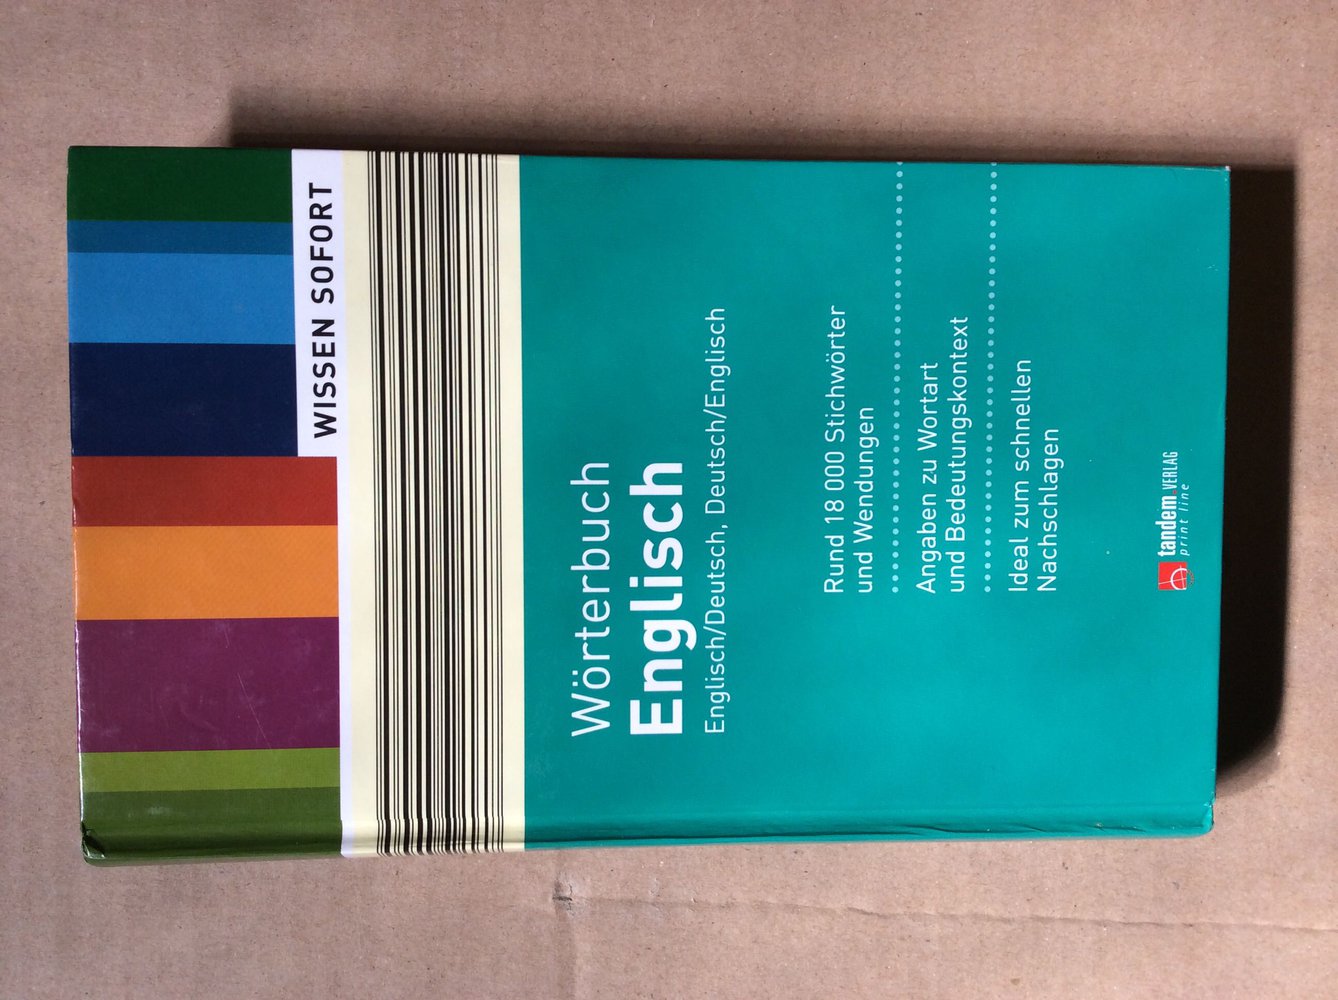 WISSEN SOFORT
Wörterbuch
Englisch
Englisch/Deutsch, Deutsch/Englisch
Rund 18 000 Stichwörter
und Wendungen
Angaben zu Wortart
und Bedeutungskontext
Ideal zum schnellen
Nachschlagen
tandem.VERLAG
print line